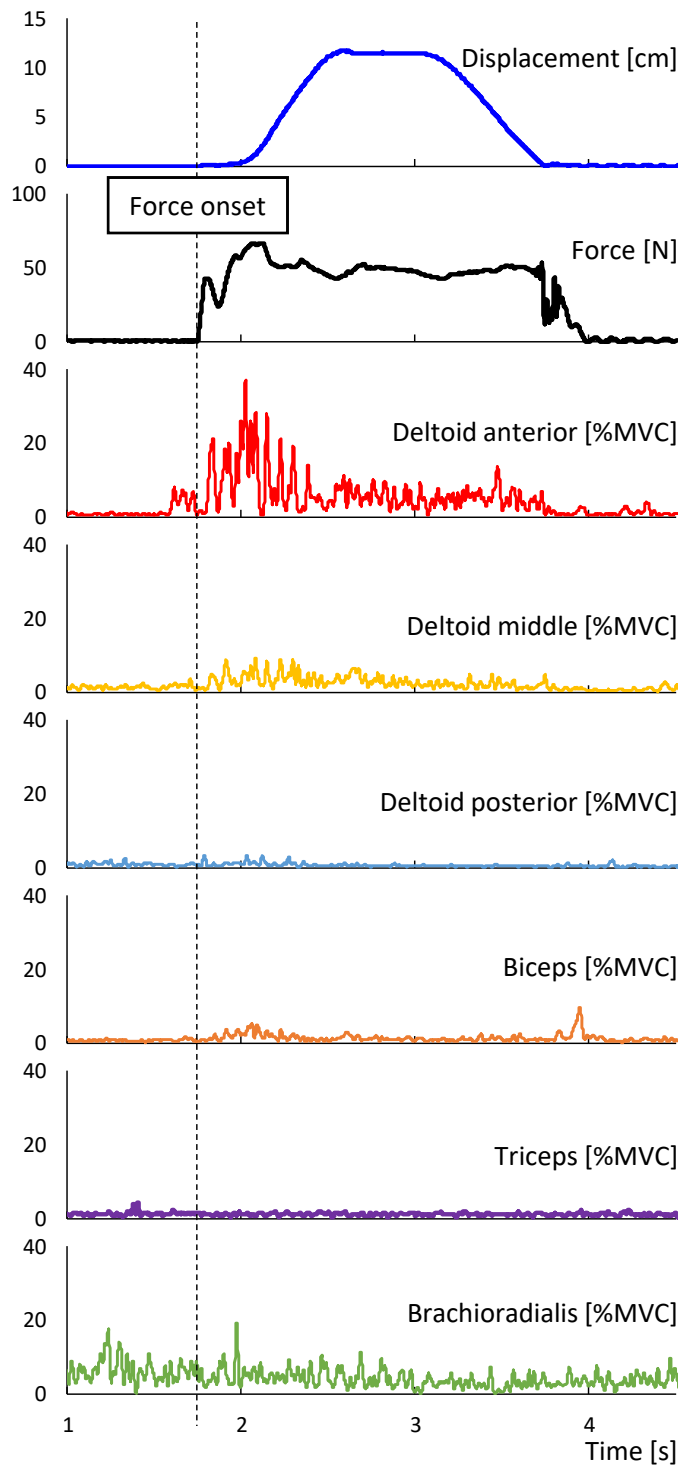 15
Displacement [cm]
10
5
0
100
Force onset
Force [N]
50
0
40
Deltoid anterior [%MVC]
20
0
40
Deltoid middle [%MVC]
20
0
40
Deltoid posterior [%MVC]
20
0
40
Biceps [%MVC]
20
0
40
Triceps [%MVC]
20
0
40
Brachioradialis [%MVC]
20
0
1 2 3 4
Time [s]